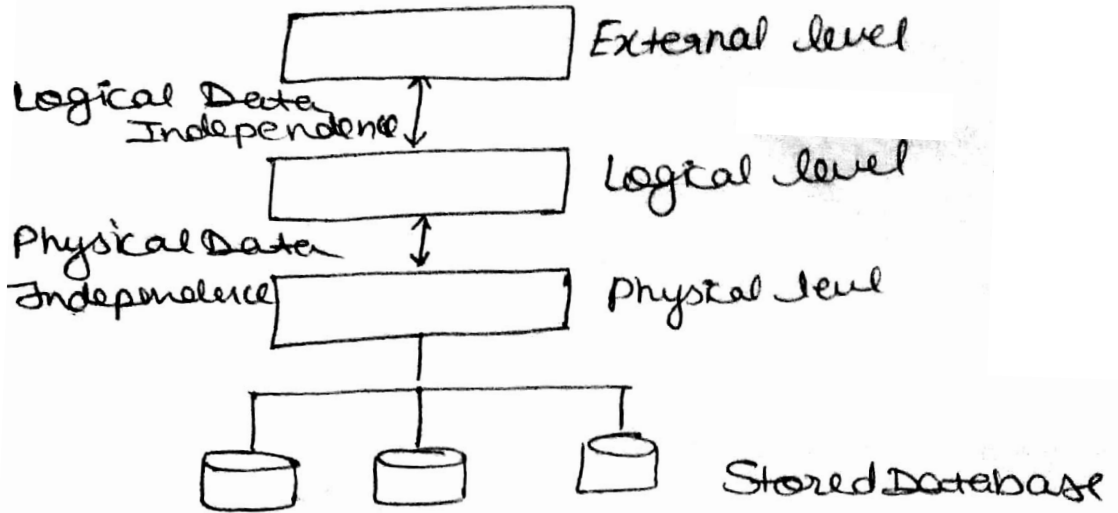 External level
Logical Data
Independence
Logical level
Physical Data
Independence
Physical level
Stored Database